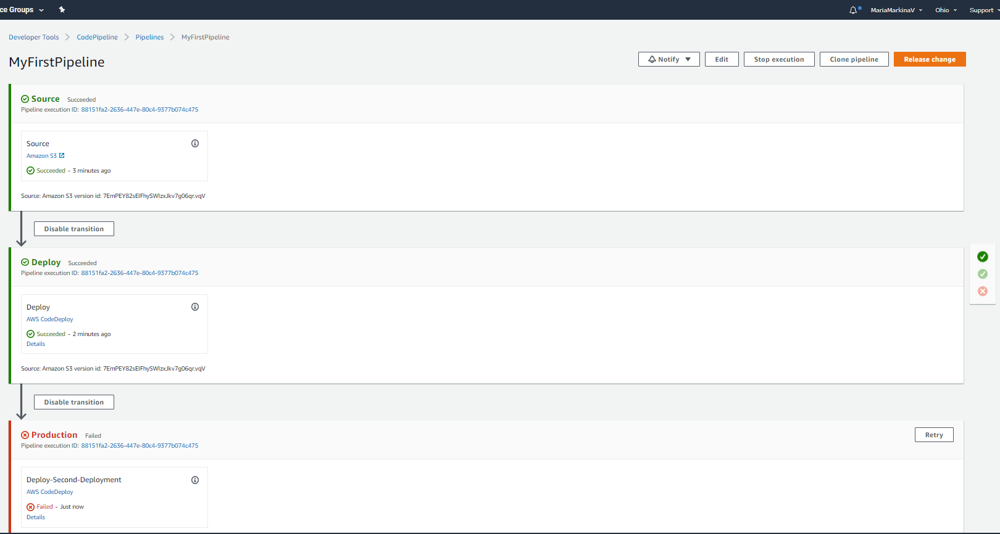 ce Groups
MariaMarkinaV
Ohio
Support
Developer Tools
CodePipeline
Pipelines
MyFirstPipeline
MyFirstPipeline
Notify
Edit
Stop execution
Clone pipeline
Release change
Source Succeeded
Pipeline execution ID: 88151fa2-2636-447e-80c4-9377b074c475
Source
Amazon S3
Succeeded - 3 minutes ago
Source: Amazon S3 version id: 7EmPEY82sEIFhySWlzxJkv7g06qr.vqV
Disable transition
Deploy Succeeded
Pipeline execution ID: 88151fa2-2636-447e-80c4-9377b074c475
Deploy
AWS CodeDeploy
Succeeded - 2 minutes ago
Details
Source: Amazon S3 version id: 7EmPEY82sEIFhySWlzxJkv7g06qr.vqV
Disable transition
Production Failed
Retry
Pipeline execution ID: 88151fa2-2636-447e-80c4-9377b074c475
Deploy-Second-Deployment
AWS CodeDeploy
Failed - Just now
Details